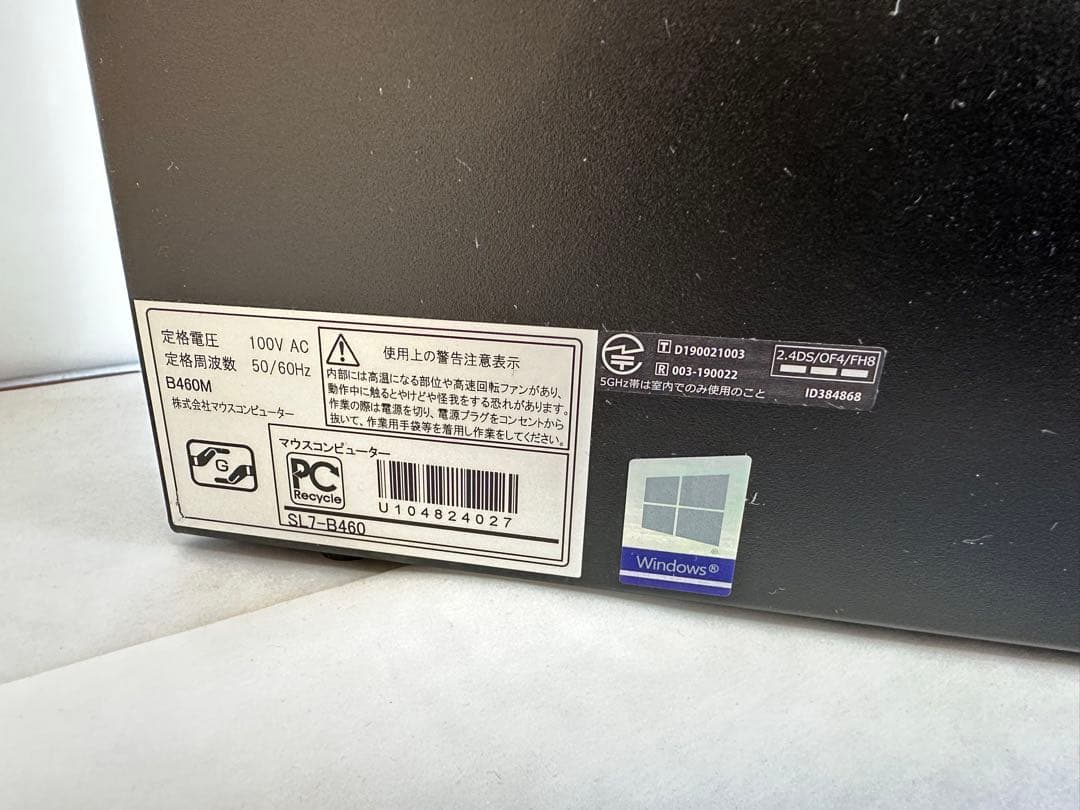 定格電圧 100V AC
定格周波数 50/60Hz
B460M
株式会社マウスコンピューター
G
使用上の警告注意表示
内部には高温になる部位や高速回転ファンがあり、
動作中に触るとやけどや怪我をする恐れがあります。
作業の際は電源を切り、電源プラグをコンセントから
抜いて、作業用手袋等を着用し作業をしてください。
マウスコンピューター
PC
Recycle
U104824027
SL7-B460
T D190021003
R 003-190022
5GHz帯は室内でのみ使用のこと
2.4DS/OF4/FH8
ID384868
Windows®